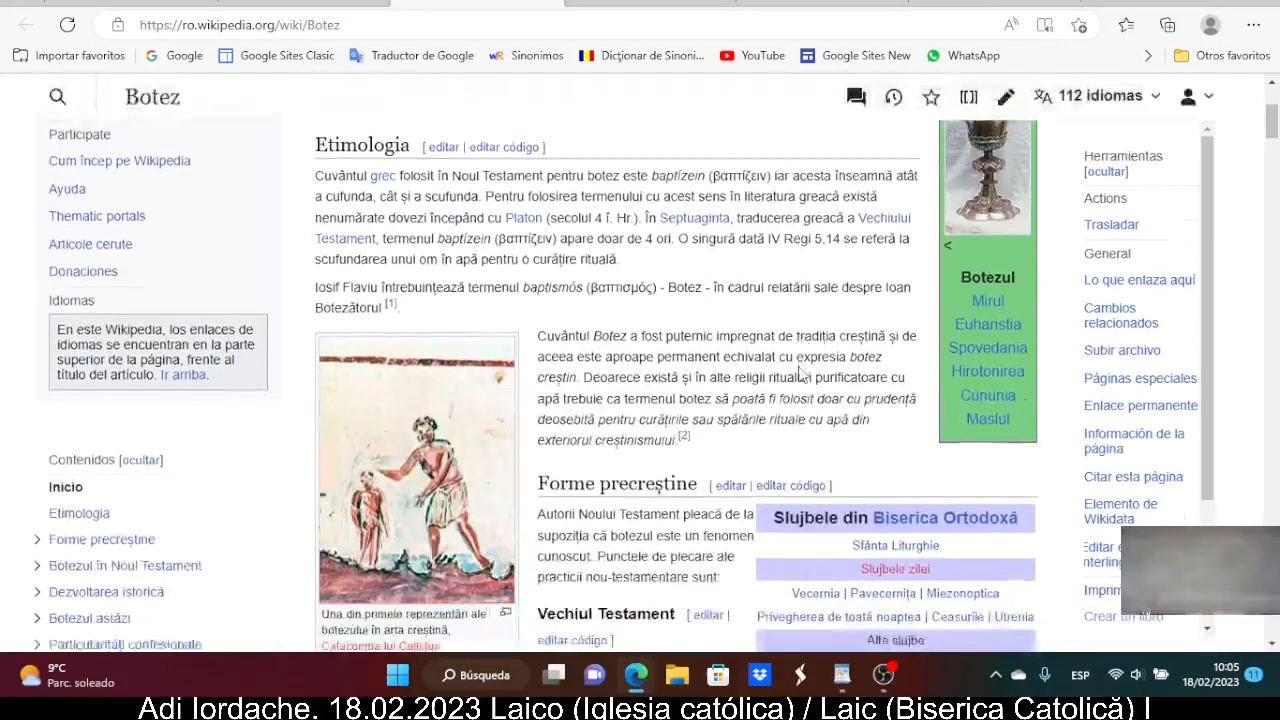 https://ro.wikipedia.org/wiki/Botez
Importar favoritos
Google
Google Sites Clasic
Traductor de Google
Sinonimos
Dicţionar de Sinoni...
YouTube
Google Sites New
WhatsApp
Otros favoritos
Botez
112 idiomas
Participate
Cum încep pe Wikipedia
Ayuda
Thematic portals
Articole cerute
Donaciones
Idiomas
En este Wikipedia, los enlaces de
idiomas se encuentran en la parte
superior de la página, frente al
título del artículo. Ir arriba.
Contenidos [ocultar]
Inicio
Etimologia
Forme precreștine
Botezul în Noul Testament
Dezvoltarea istorică
Botezul astăzi
Particularități confesionale
Etimologia [ editar | editar código ]
Cuvântul grec folosit în Noul Testament pentru botez este baptízein (βαπτίζειν) iar acesta înseamnă atât
a cufunda, cât și a scufunda. Pentru folosirea termenului cu acest sens în literatura greacă există
nenumărate dovezi începând cu Platon (secolul 4 î. Hr.). În Septuaginta, traducerea greacă a Vechiului
Testament, termenul baptízein (βαπτίζειν) apare doar de 4 ori. O singură dată IV Regi 5,14 se referă la
scufundarea unui om în apă pentru o curățire rituală.
Iosif Flaviu întrebuințează termenul baptismós (βαπτισμός) - Botez - în cadrul relatării sale despre Ioan
Botezătorul [1].
Una din primele reprezentări ale
botezului în arta creștină,
Catacomba lui Callixtus
Cuvântul Botez a fost puternic impregnat de tradiția creștină și de
aceea este aproape permanent echivalat cu expresia botez
creștin. Deoarece există și în alte religii ritualuri purificatoare cu
apă trebuie ca termenul botez să poată fi folosit doar cu prudență
deosebită pentru curățirile sau spălările rituale cu apă din
exteriorul creștinismului.[2]
Forme precreștine [ editar | editar código ]
Autorii Noului Testament pleacă de la
supoziția că botezul este un fenomen
cunoscut. Punctele de plecare ale
practicii nou-testamentare sunt:
Vechiul Testament [ editar |
editar código ]
<
Botezul
Mirul
Euharistia
Spovedania
Hirotonirea
Cununia
Maslul
Slujbele din Biserica Ortodoxă
Sfânta Liturghie
Slujbele zilei
Vecernia | Pavecernița | Miezonoptica
Privegherea de toată noaptea | Ceasurile | Utrenia
Alte slujbe
Herramientas
[ocultar]
Actions
Trasladar
General
Lo que enlaza aquí
Cambios
relacionados
Subir archivo
Páginas especiales
Enlace permanente
Información de la
página
Citar esta página
Elemento de
Wikidata
Editar
interling
Imprim
Crear un libro
9°C
Parc. soleado
Búsqueda
ESP
10:05
18/02/2023
11
Adi Iordache. 18.02.2023 Laico (Iglesia católica) / Laic (Biserica Catolică) I